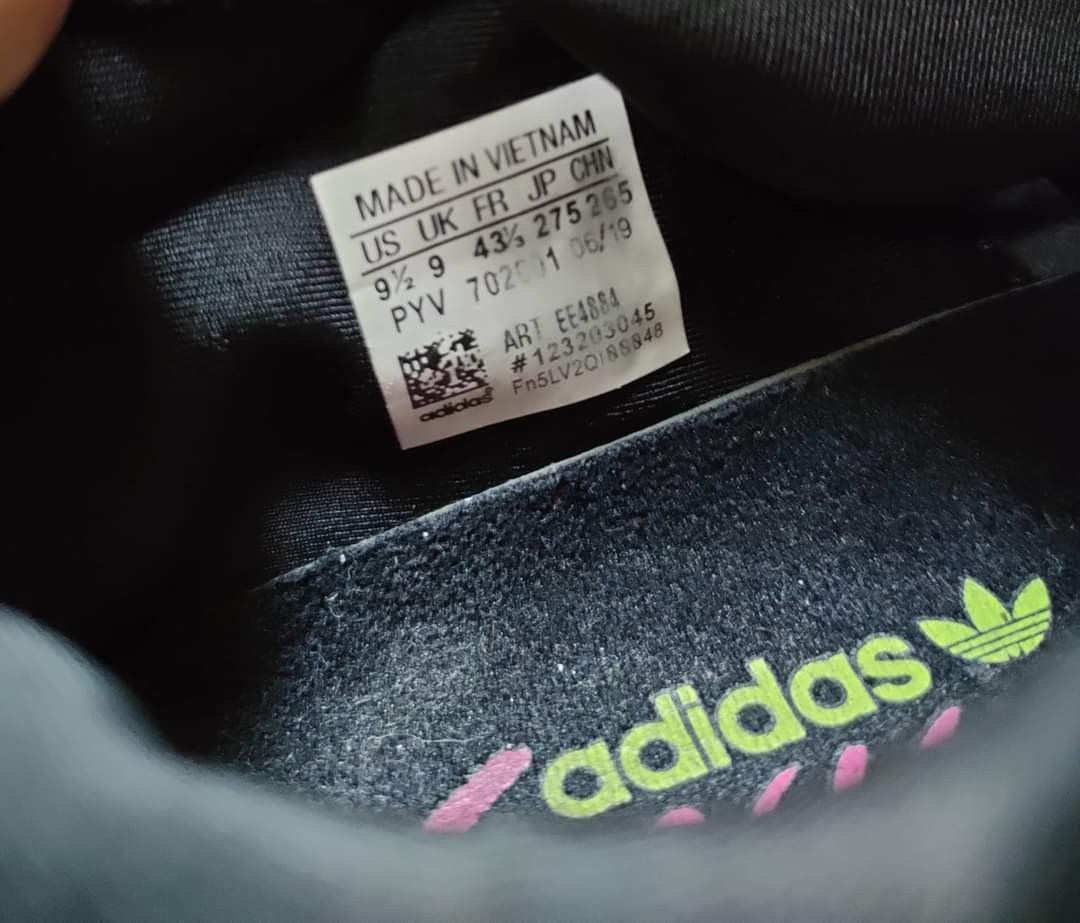 MADE IN VIETNAM
US UK FR JP CHN
9½ 9 43⅓ 275 265
PYV 06/19
ART EE4884
#123203045
Fn5LV2QI88848
adidas
adidas